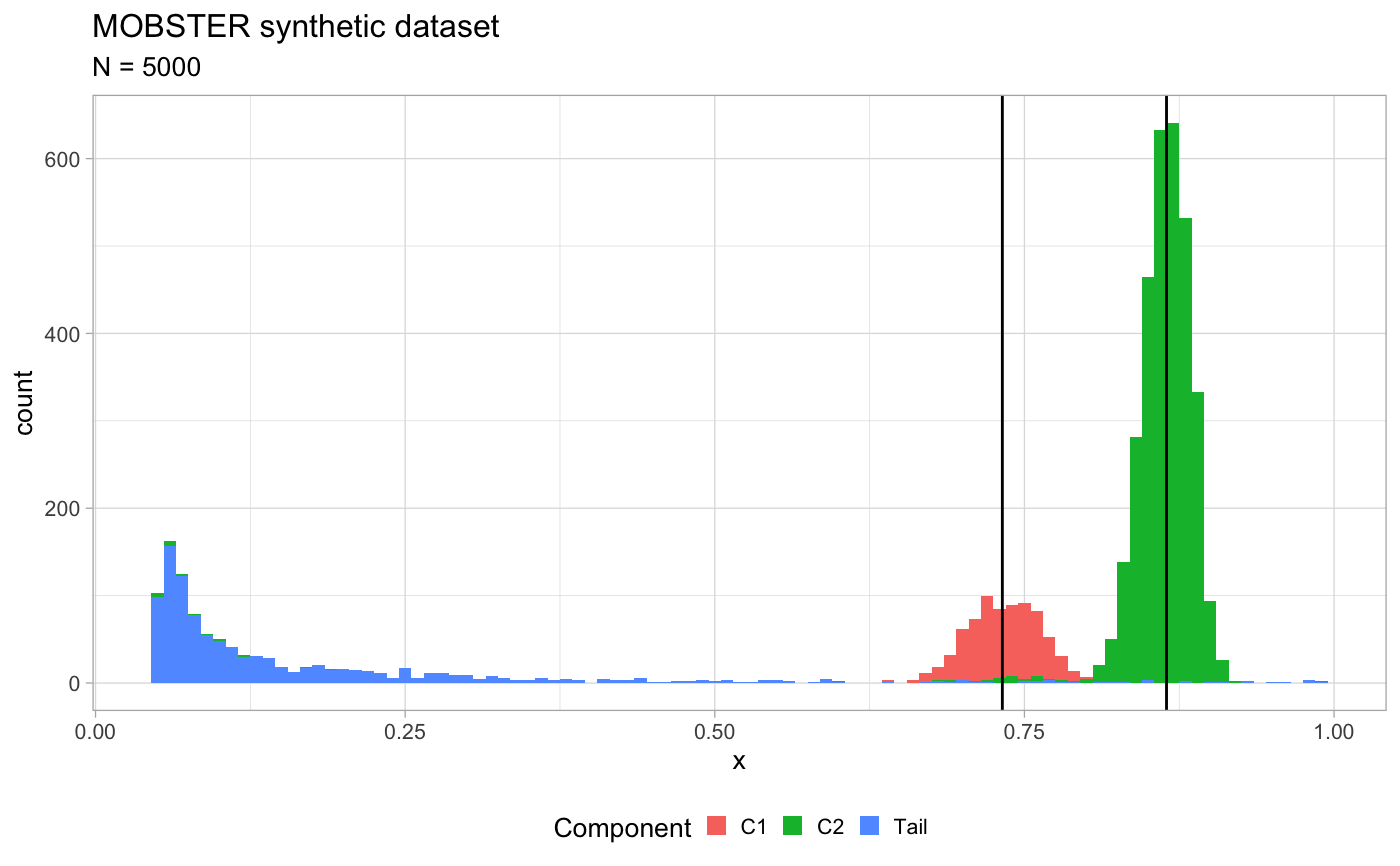 MOBSTER synthetic dataset
N = 5000
600
400
200
0
count
0.00 0.25 0.50 0.75 1.00
x
Component C1 C2 Tail